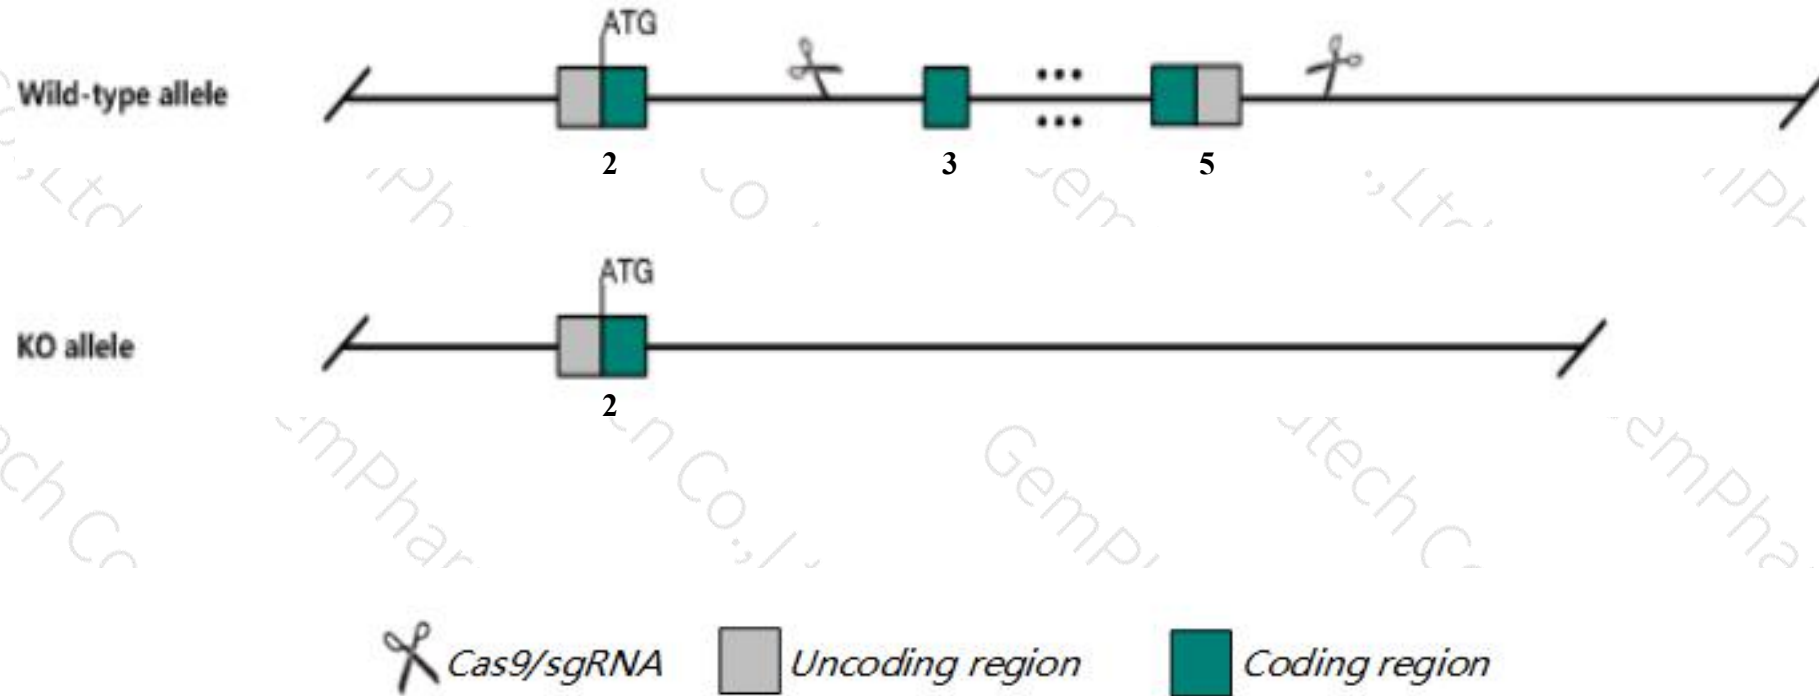 ATG
Wild-type allele
2 3 5
ATG
KO allele
2
Cas9/sgRNA Uncoding region Coding region